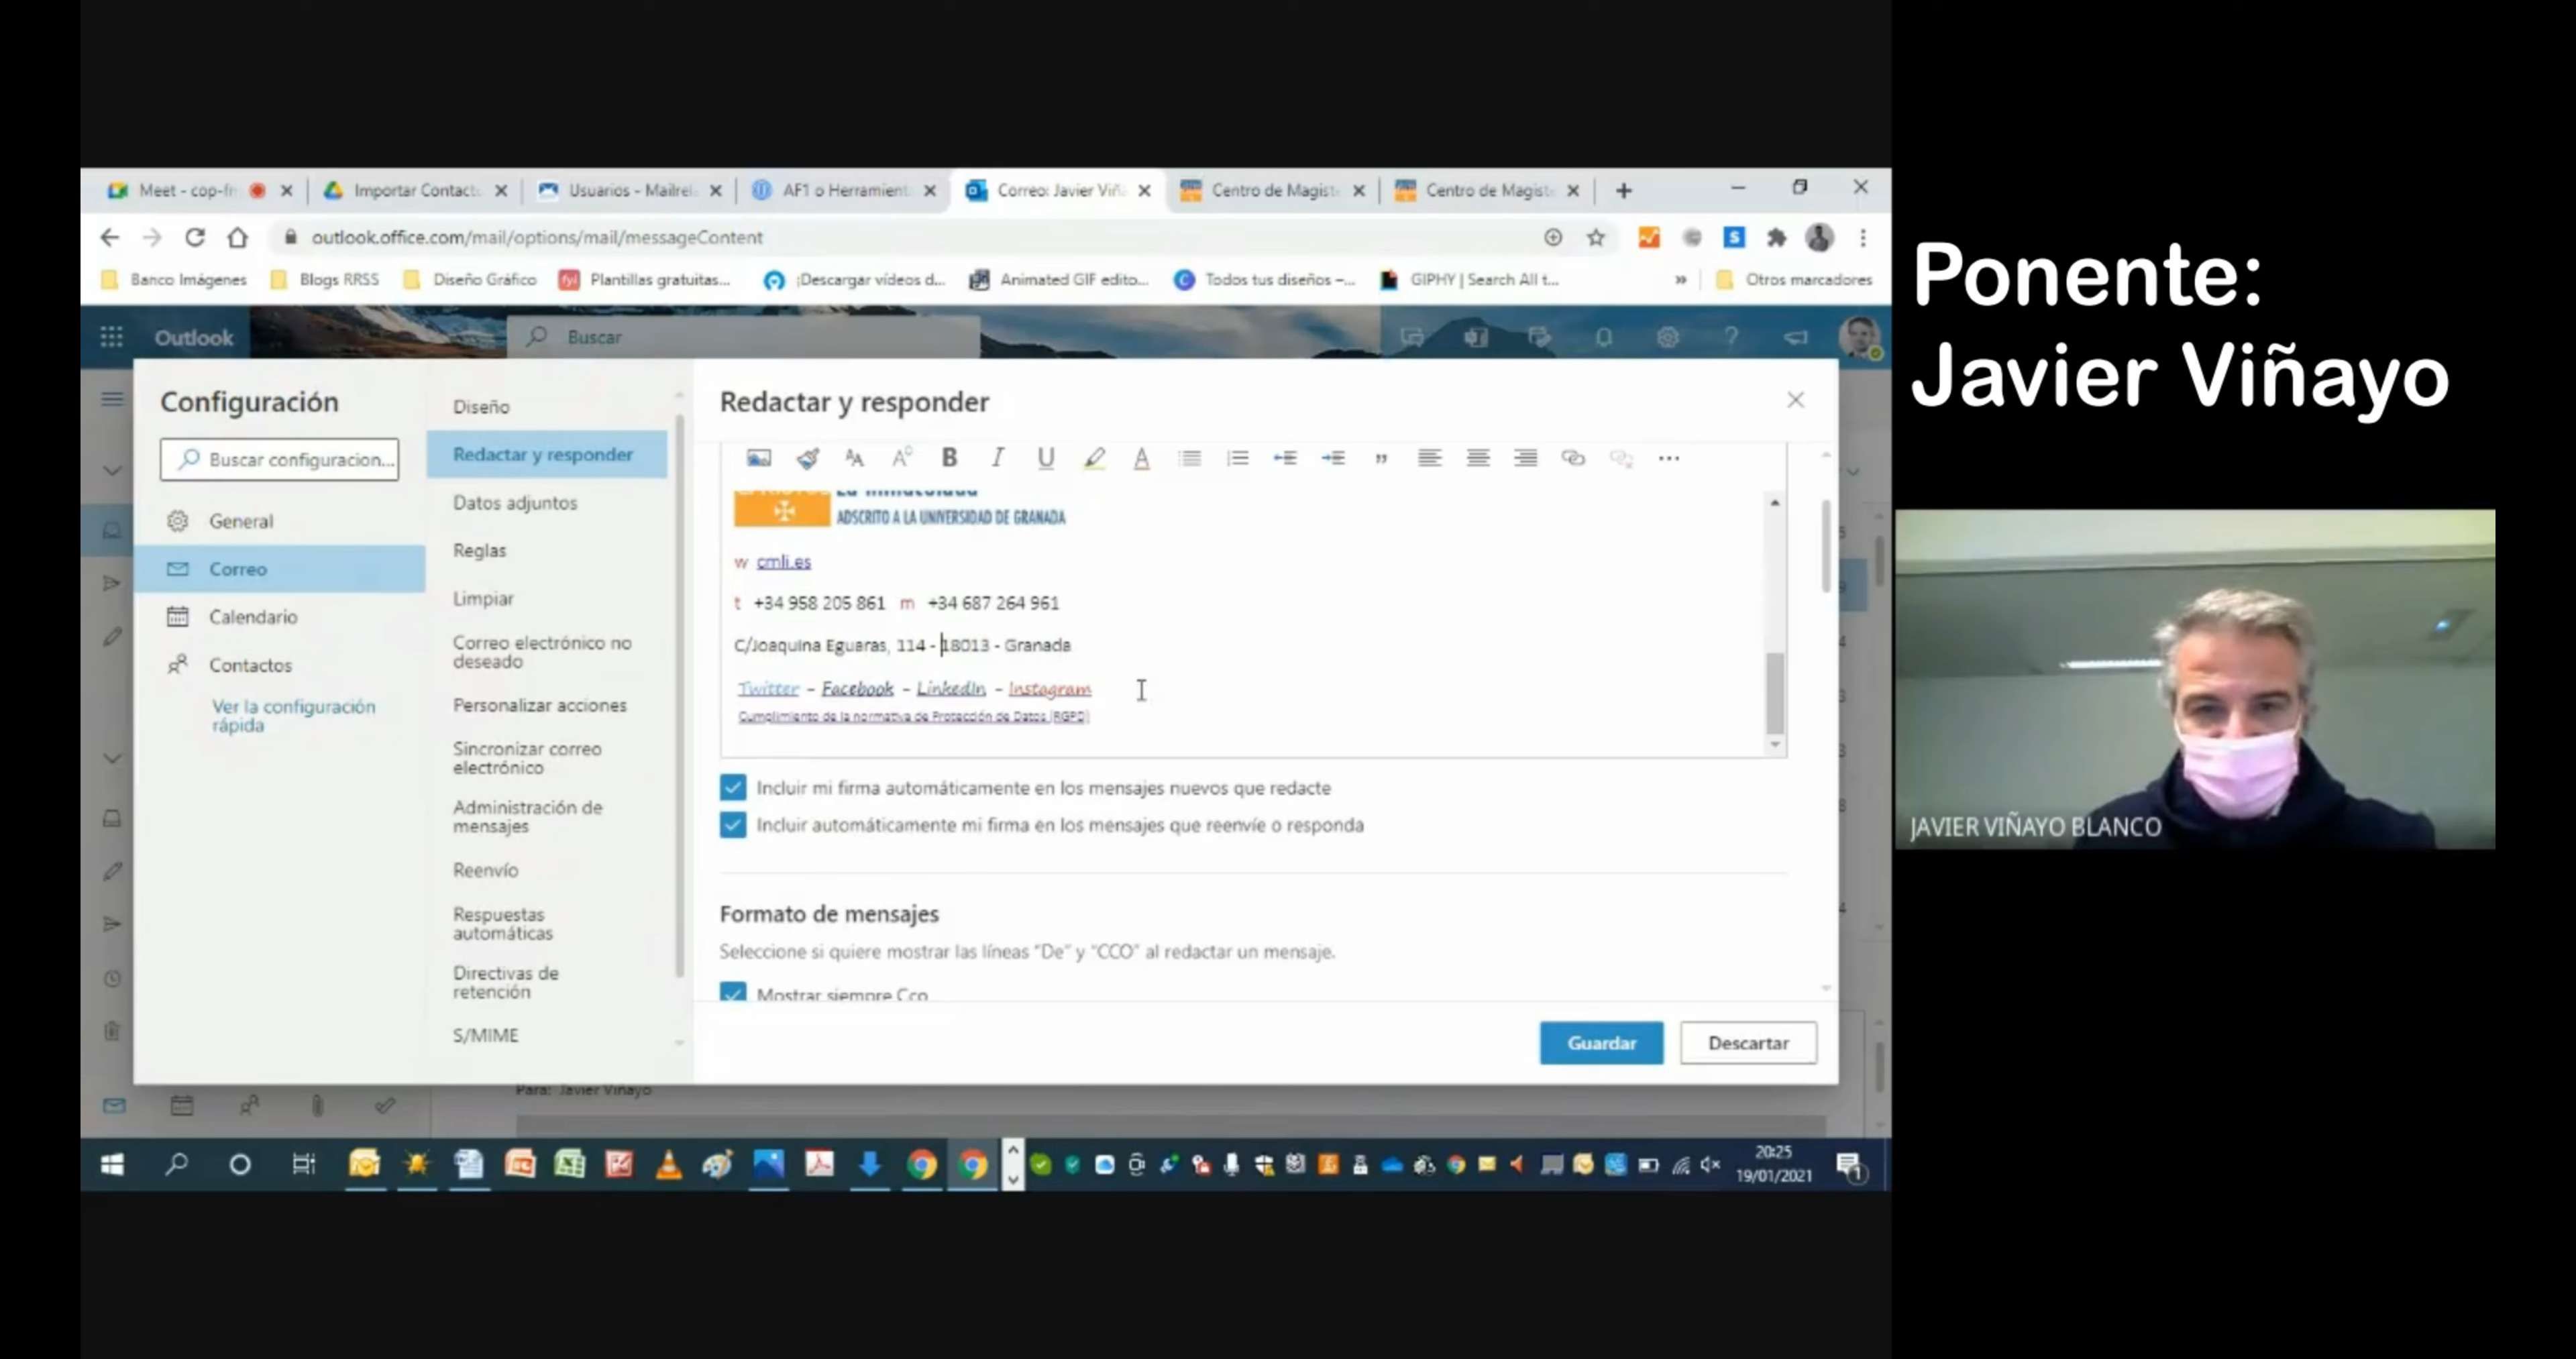 Meet - cop-fr
Importar Contact
Usuarios - Mailrel
AF1 o Herramient
Correo: Javier Viñ
Centro de Magist
Centro de Magist
outlook.office.com/mail/options/mail/messageContent
Banco Imágenes
Blogs RRSS
Diseño Gráfico
Plantillas gratuitas...
¡Descargar vídeos d...
Animated GIF edito...
Todos tus diseños –...
GIPHY | Search All t...
Otros marcadores
Outlook
Buscar
Configuración
Buscar configuracion...
General
Correo
Calendario
Contactos
Ver la configuración
rápida
Diseño
Redactar y responder
Datos adjuntos
Reglas
Limpiar
Correo electrónico no
deseado
Personalizar acciones
Sincronizar correo
electrónico
Administración de
mensajes
Reenvío
Respuestas
automáticas
Directivas de
retención
S/MIME
Redactar y responder
La Inmaculada
ADSCRITO A LA UNIVERSIDAD DE GRANADA
w cmli.es
t +34 958 205 861 m +34 687 264 961
C/Joaquina Eguaras, 114 - 18013 - Granada
Twitter - Facebook - LinkedIn - Instagram
Cumplimiento de la normativa de Protección de Datos (RGPD)
Incluir mi firma automáticamente en los mensajes nuevos que redacte
Incluir automáticamente mi firma en los mensajes que reenvíe o responda
Formato de mensajes
Seleccione si quiere mostrar las líneas "De" y "CCO" al redactar un mensaje.
Mostrar siempre Cco
Guardar
Descartar
Para: Javier Viñayo
20:25
19/01/2021
Ponente:
Javier Viñayo
JAVIER VIÑAYO BLANCO